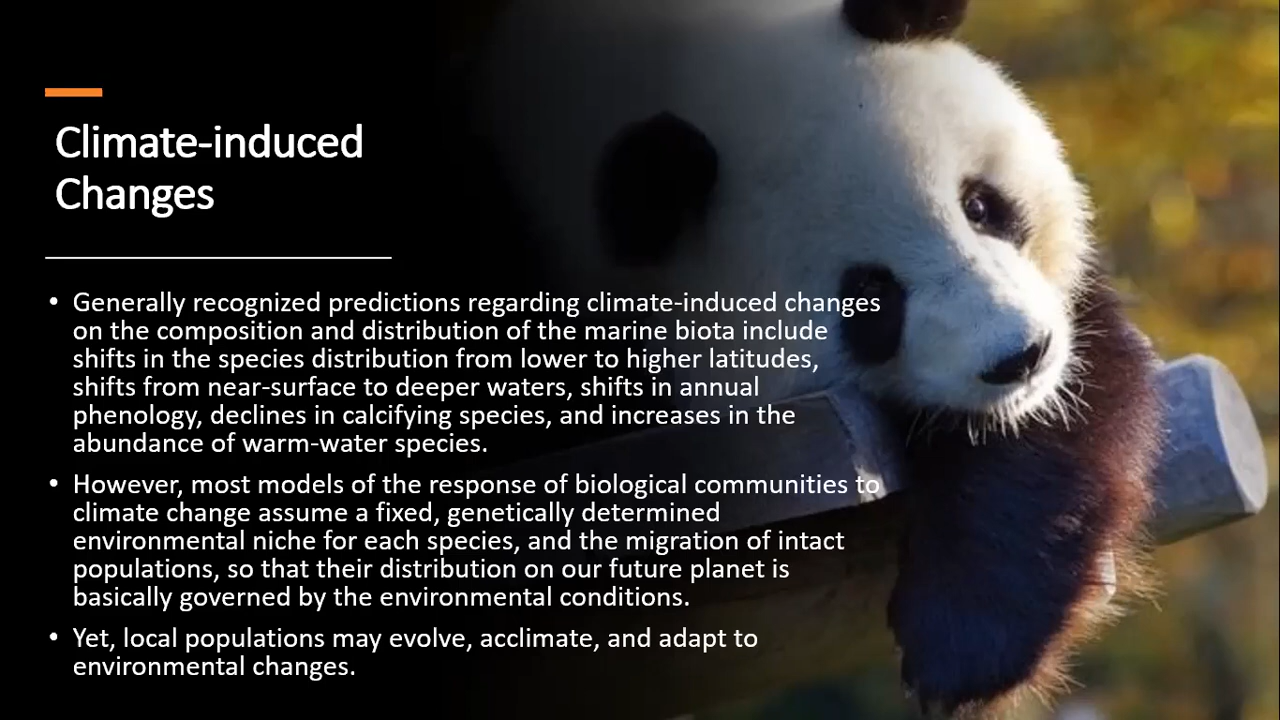 Climate-induced
Changes
• Generally recognized predictions regarding climate-induced changes
on the composition and distribution of the marine biota include
shifts in the species distribution from lower to higher latitudes,
shifts from near-surface to deeper waters, shifts in annual
phenology, declines in calcifying species, and increases in the
abundance of warm-water species.
• However, most models of the response of biological communities to
climate change assume a fixed, genetically determined
environmental niche for each species, and the migration of intact
populations, so that their distribution on our future planet is
basically governed by the environmental conditions.
• Yet, local populations may evolve, acclimate, and adapt to
environmental changes.